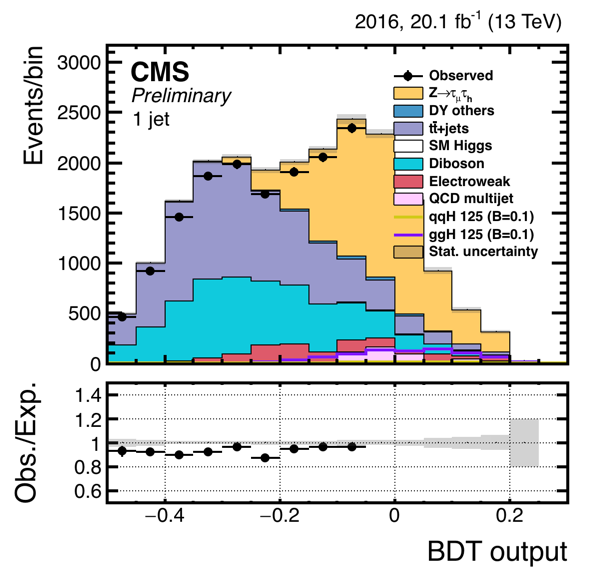 2016, 20.1 fb⁻¹ (13 TeV)
Events/bin
3000
2500
2000
1500
1000
500
0
CMS
Preliminary
1 jet
Observed
Z→τ_μτ_h
DY others
tt̄+jets
SM Higgs
Diboson
Electroweak
QCD multijet
qqH 125 (B=0.1)
ggH 125 (B=0.1)
Stat. uncertainty
Obs./Exp.
1.4
1.2
1
0.8
0.6
−0.4 −0.2 0 0.2
BDT output